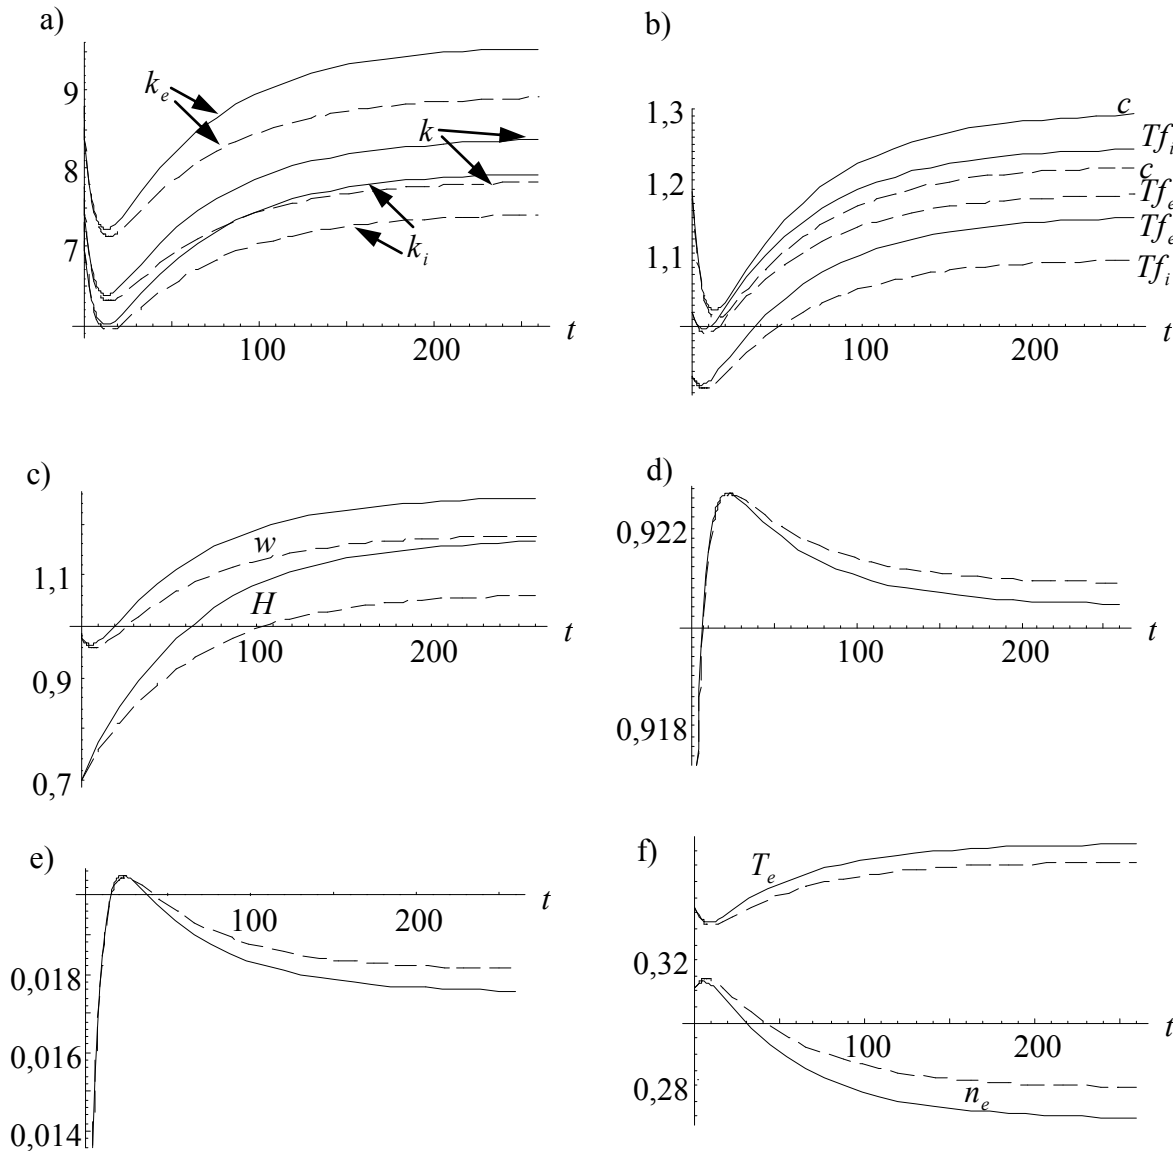 a)
9
8
7
k_e
k
k_i
100
200
t
b)
1,3
1,2
1,1
c
Tf_i
c
Tf_e
Tf_e
Tf_i
100
200
t
c)
1,1
0,9
0,7
w
H
100
200
t
d)
0,922
0,918
100
200
t
e)
0,018
0,016
0,014
100
200
t
f)
T_e
0,32
0,28
n_e
100
200
t